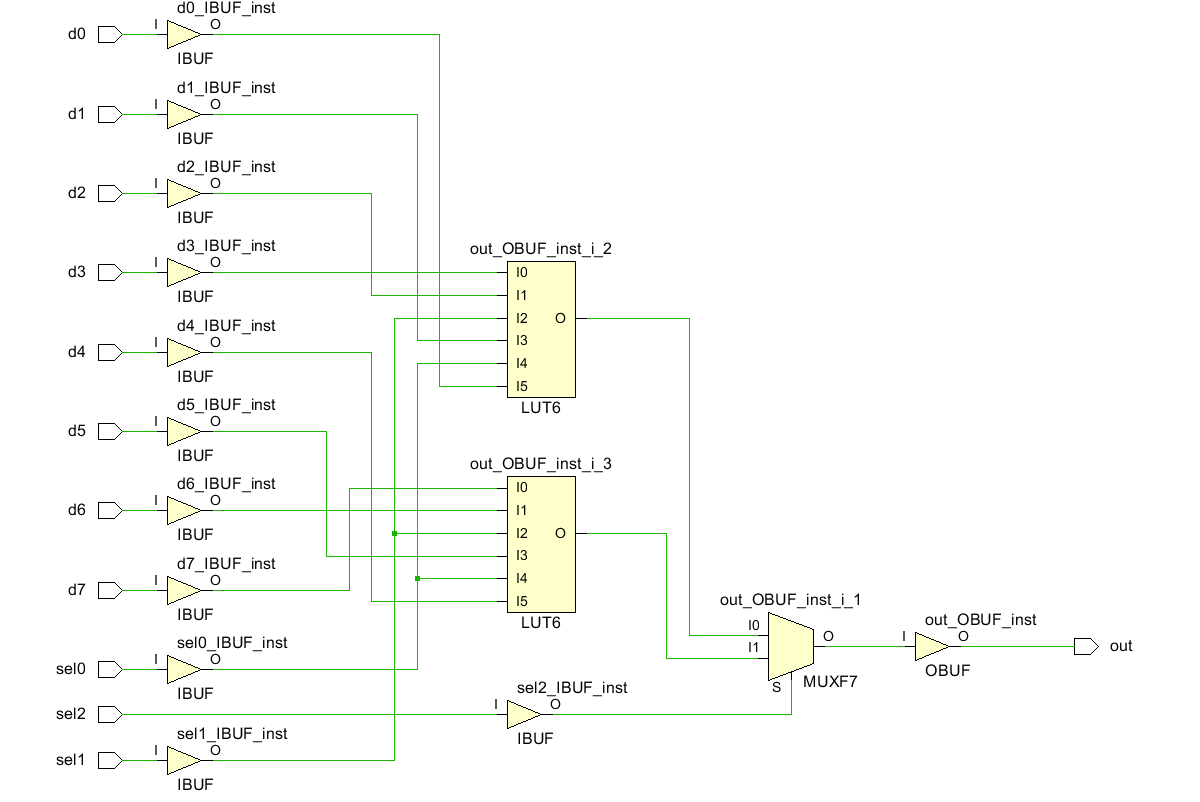 d0_IBUF_inst
d0 I O
IBUF
d1_IBUF_inst
d1 I O
IBUF
d2_IBUF_inst
d2 I O
IBUF
d3_IBUF_inst
d3 I O
IBUF
d4_IBUF_inst
d4 I O
IBUF
d5_IBUF_inst
d5 I O
IBUF
d6_IBUF_inst
d6 I O
IBUF
d7_IBUF_inst
d7 I O
IBUF
sel0_IBUF_inst
sel0 I O
IBUF
sel2_IBUF_inst
sel2 I O
IBUF
sel1_IBUF_inst
sel1 I O
IBUF
out_OBUF_inst_i_2
I0
I1
I2 O
I3
I4
I5
LUT6
out_OBUF_inst_i_3
I0
I1
I2 O
I3
I4
I5
LUT6
out_OBUF_inst_i_1
I0
I1 O
S
MUXF7
out_OBUF_inst
I O out
OBUF